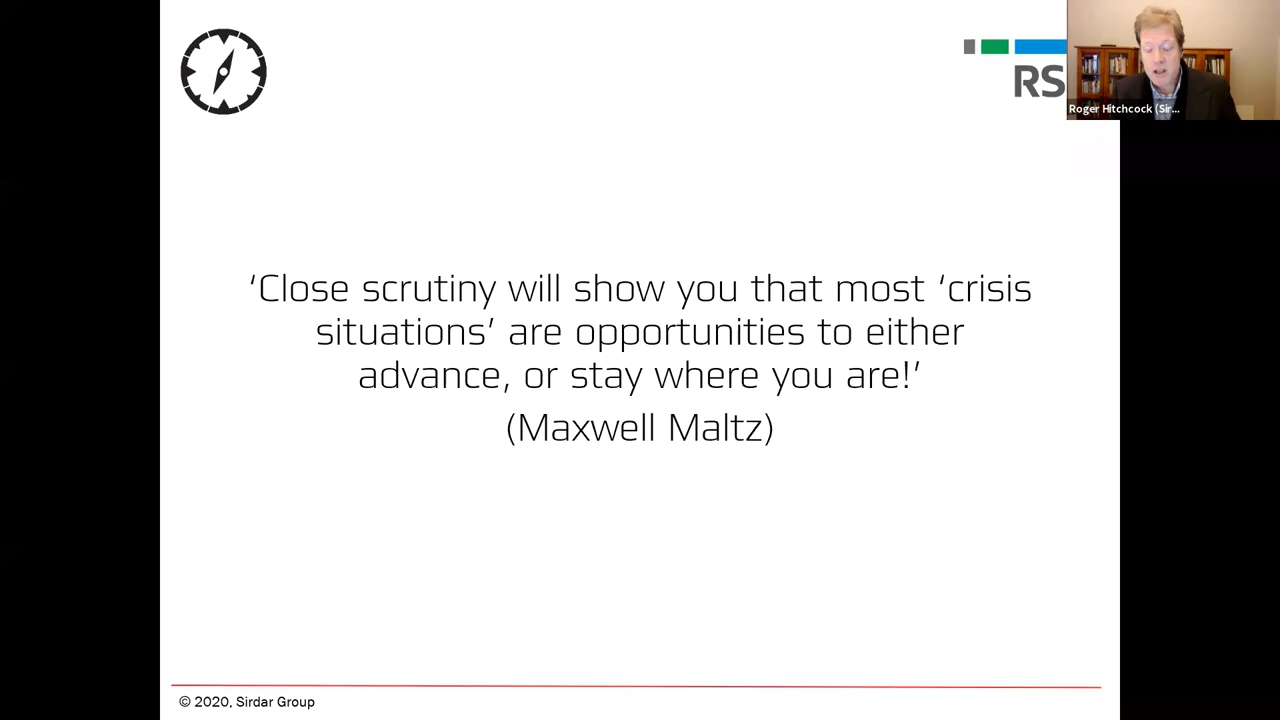 RS
Roger Hitchcock (Sir...
‘Close scrutiny will show you that most ‘crisis
situations’ are opportunities to either
advance, or stay where you are!’
(Maxwell Maltz)
© 2020, Sirdar Group